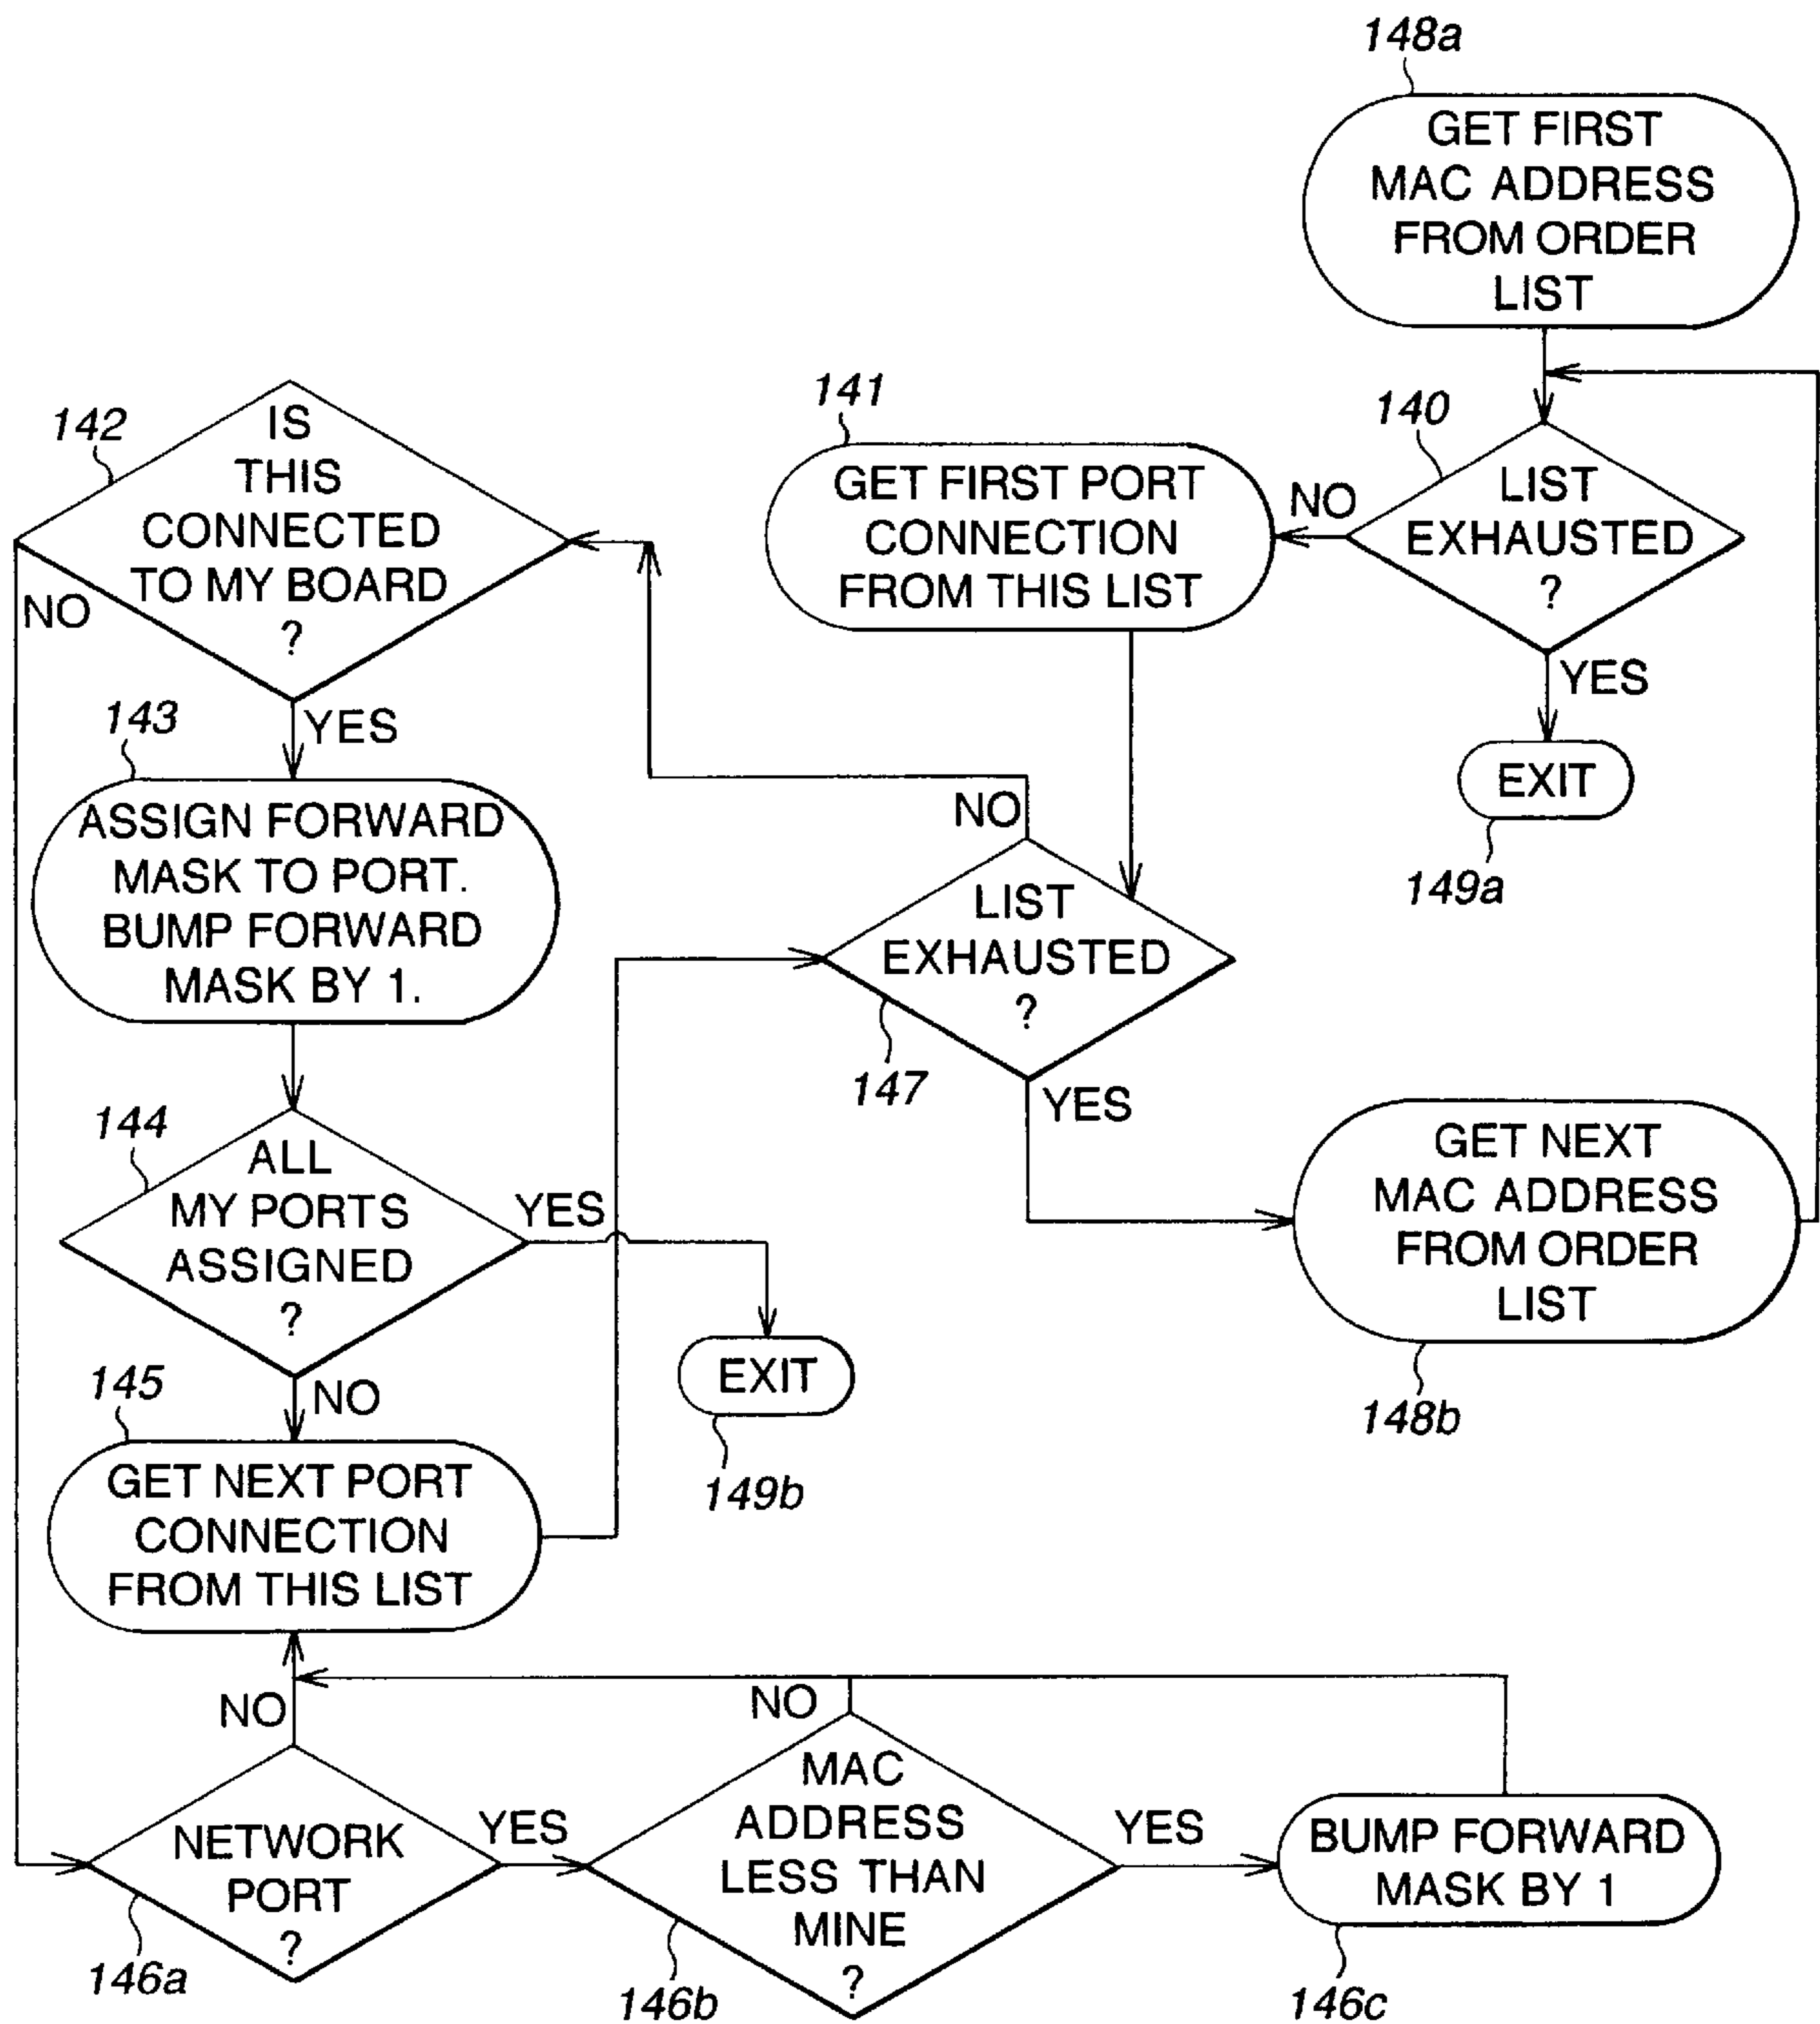 148a
GET FIRST
MAC ADDRESS
FROM ORDER
LIST
140
LIST
EXHAUSTED
?
NO
YES
EXIT
149a
141
GET FIRST PORT
CONNECTION
FROM THIS LIST
142
IS
THIS
CONNECTED
TO MY BOARD
?
NO
YES
143
ASSIGN FORWARD
MASK TO PORT.
BUMP FORWARD
MASK BY 1.
NO
LIST
EXHAUSTED
?
147
YES
144
ALL
MY PORTS
ASSIGNED
?
YES
NO
EXIT
149b
GET NEXT
MAC ADDRESS
FROM ORDER
LIST
148b
145
GET NEXT PORT
CONNECTION
FROM THIS LIST
NO
NETWORK
PORT
?
146a
YES
NO
MAC
ADDRESS
LESS THAN
MINE
?
146b
YES
BUMP FORWARD
MASK BY 1
146c